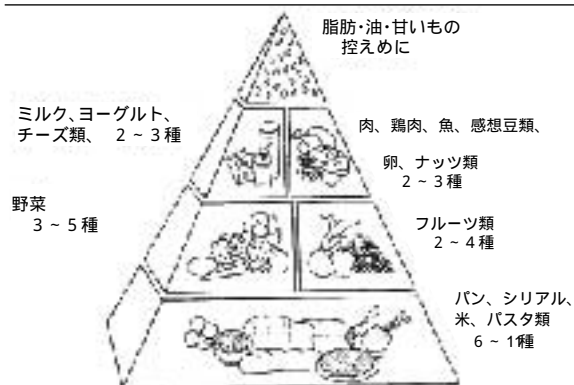 脂肪・油・甘いもの
控えめに
ミルク、ヨーグルト、
チーズ類、 2～3種
肉、鶏肉、魚、感想豆類、
卵、ナッツ類
2～3種
野菜
3～5種
フルーツ類
2～4種
パン、シリアル、
米、パスタ類
6～11種